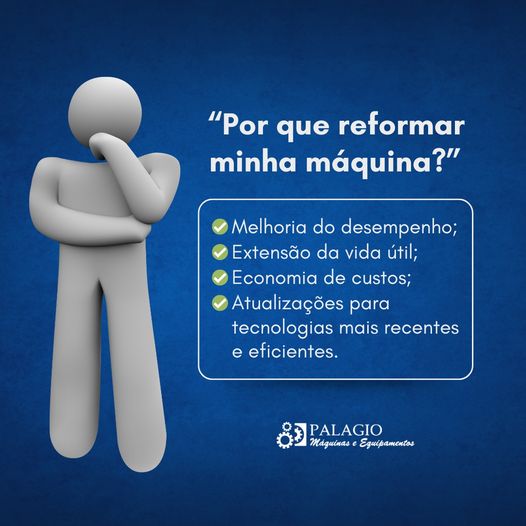 “Por que reformar
minha máquina?”
Melhoria do desempenho;
Extensão da vida útil;
Economia de custos;
Atualizações para
tecnologias mais recentes
e eficientes.
PALAGIO
Máquinas e Equipamentos